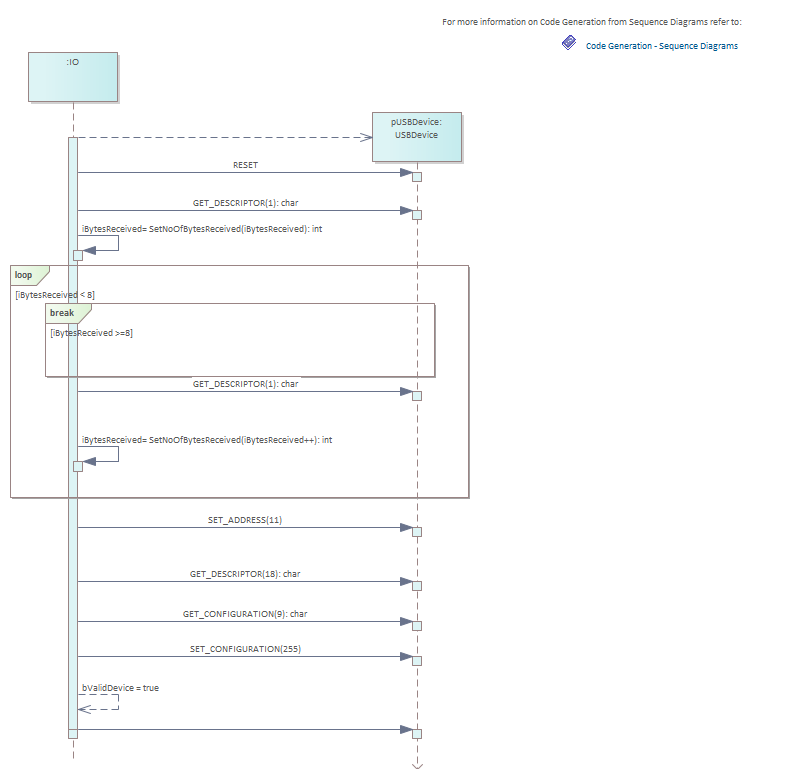 For more information on Code Generation from Sequence Diagrams refer to:
Code Generation - Sequence Diagrams
:IO
pUSBDevice:
USBDevice
RESET
GET_DESCRIPTOR(1): char
iBytesReceived= SetNoOfBytesReceived(iBytesReceived): int
loop
[iBytesReceived < 8]
break
[iBytesReceived >=8]
GET_DESCRIPTOR(1): char
iBytesReceived= SetNoOfBytesReceived(iBytesReceived++): int
SET_ADDRESS(11)
GET_DESCRIPTOR(18): char
GET_CONFIGURATION(9): char
SET_CONFIGURATION(255)
bValidDevice = true